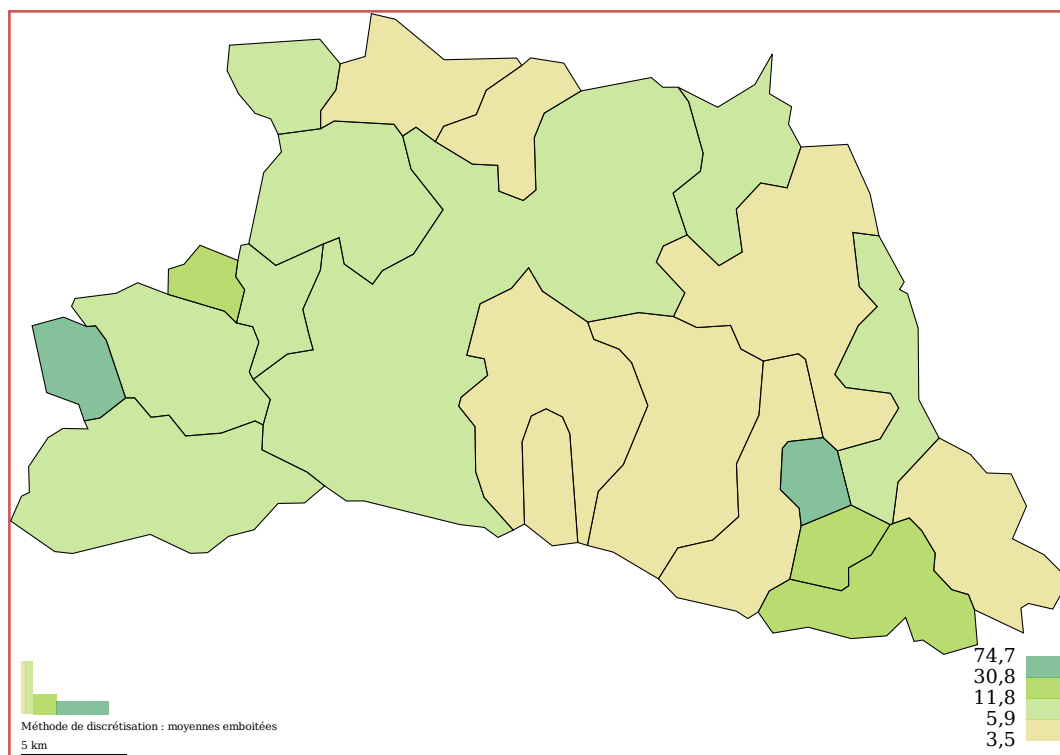 74,7
30,8
11,8
5,9
3,5
Méthode de discrétisation : moyennes emboitées
5 km